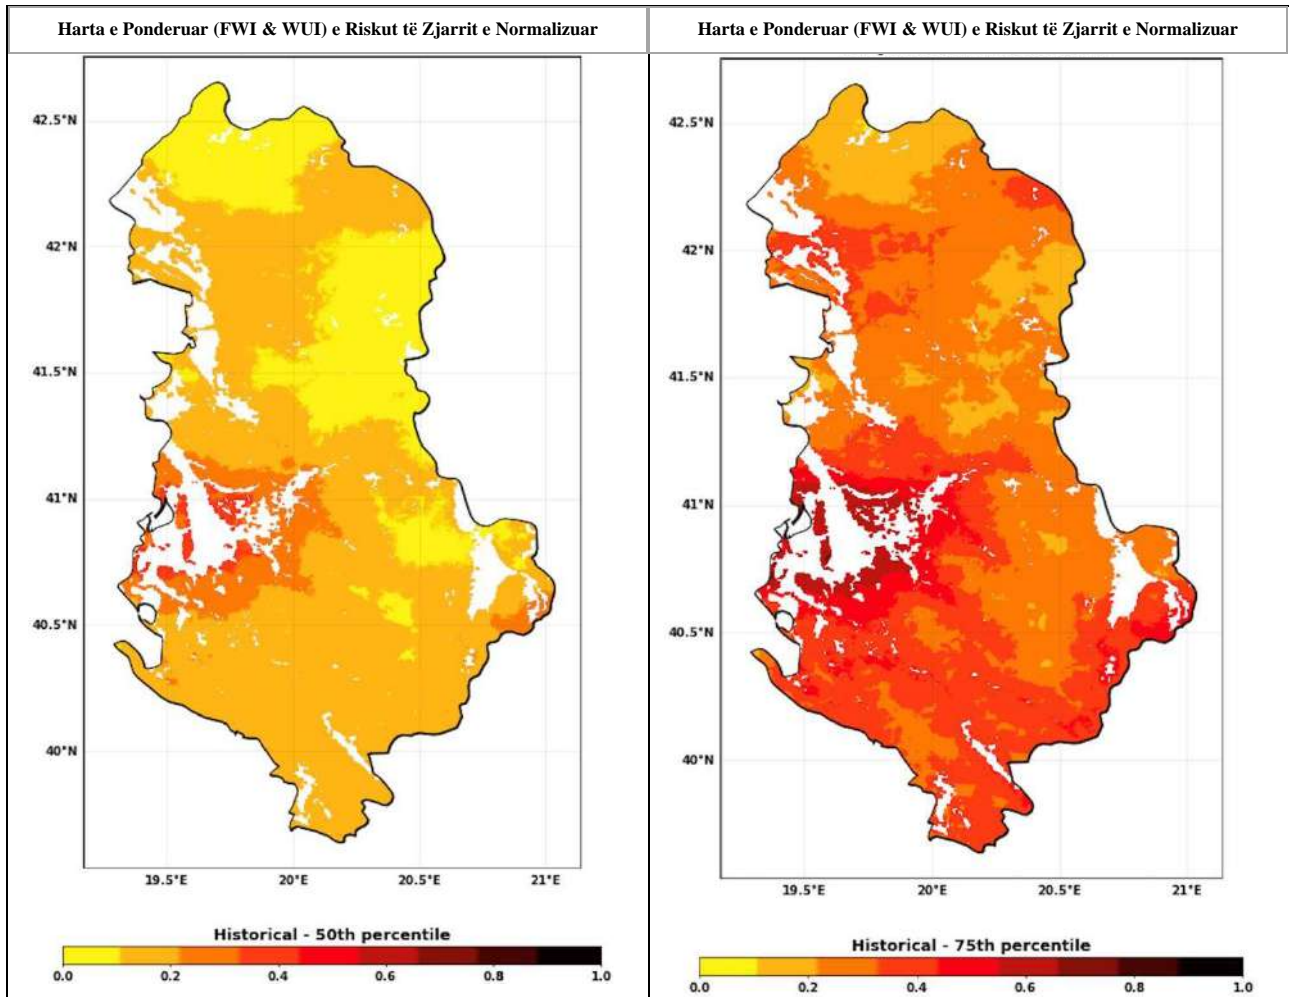 Harta e Ponderuar (FWI & WUI) e Riskut të Zjarrit e Normalizuar
42.5°N
42°N
41.5°N
41°N
40.5°N
40°N
19.5°E 20°E 20.5°E 21°E
Historical - 50th percentile
0.0 0.2 0.4 0.6 0.8 1.0
Harta e Ponderuar (FWI & WUI) e Riskut të Zjarrit e Normalizuar
42.5°N
42°N
41.5°N
41°N
40.5°N
40°N
19.5°E 20°E 20.5°E 21°E
Historical - 75th percentile
0.0 0.2 0.4 0.6 0.8 1.0